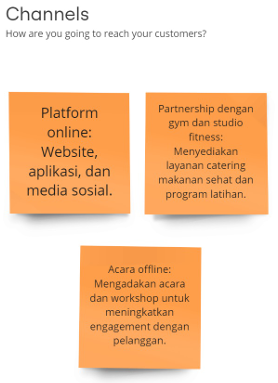 Channels
How are you going to reach your customers?
Platform
online:
Website,
aplikasi, dan
media sosial.
Partnership dengan
gym dan studio
fitness:
Menyediakan
layanan catering
makanan sehat dan
program latihan.
Acara offline:
Mengadakan acara
dan workshop untuk
meningkatkan
engagement dengan
pelanggan.